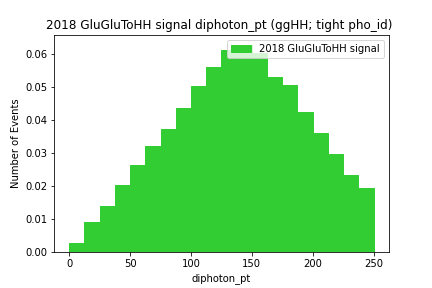 2018 GluGluToHH signal diphoton_pt (ggHH; tight pho_id)
2018 GluGluToHH signal
Number of Events
0.06
0.05
0.04
0.03
0.02
0.01
0.00
0 50 100 150 200 250
diphoton_pt